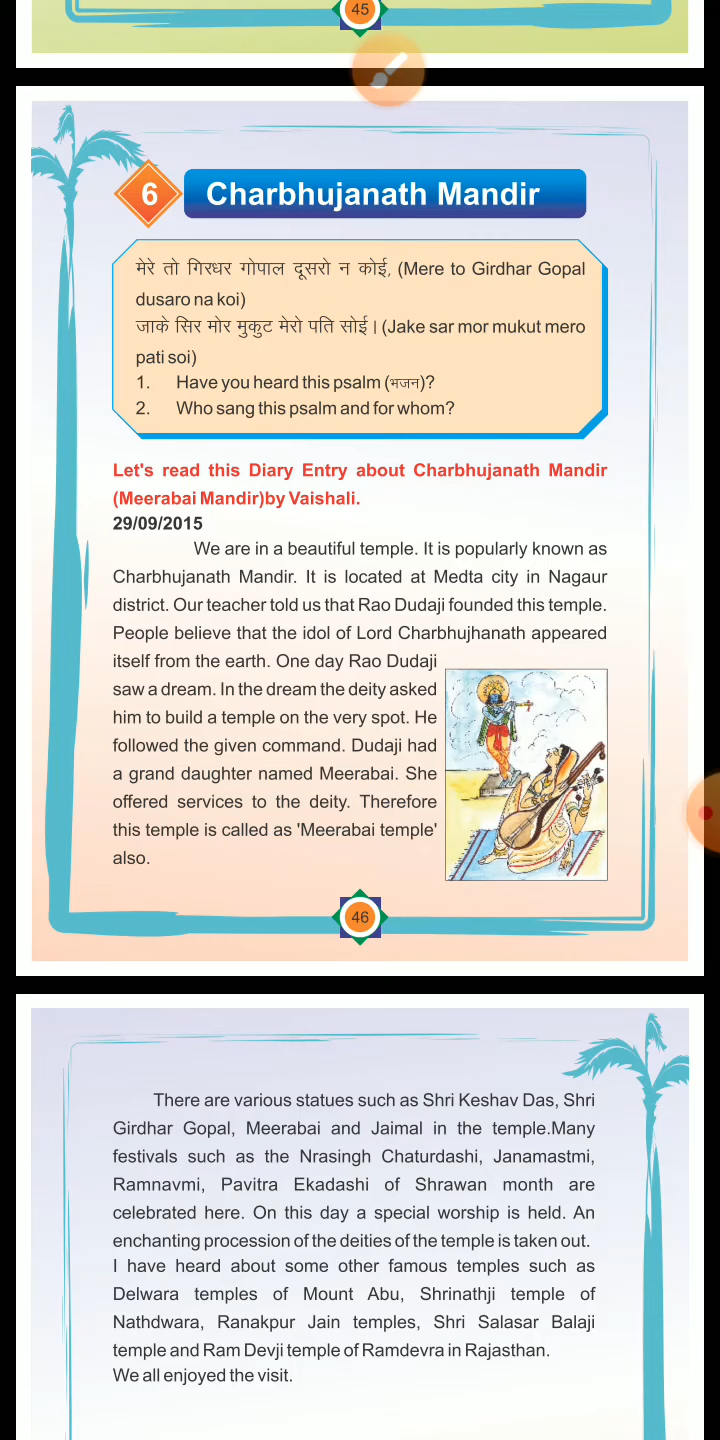 45
6 Charbhujanath Mandir
मेरे तो गिरधर गोपाल दूसरो न कोई, (Mere to Girdhar Gopal
dusaro na koi)
जाके सिर मोर मुकुट मेरो पति सोई। (Jake sar mor mukut mero
pati soi)
1. Have you heard this psalm (भजन)?
2. Who sang this psalm and for whom?
Let's read this Diary Entry about Charbhujanath Mandir
(Meerabai Mandir)by Vaishali.
29/09/2015
We are in a beautiful temple. It is popularly known as
Charbhujanath Mandir. It is located at Medta city in Nagaur
district. Our teacher told us that Rao Dudaji founded this temple.
People believe that the idol of Lord Charbhujhanath appeared
itself from the earth. One day Rao Dudaji
saw a dream. In the dream the deity asked
him to build a temple on the very spot. He
followed the given command. Dudaji had
a grand daughter named Meerabai. She
offered services to the deity. Therefore
this temple is called as 'Meerabai temple'
also.
46
There are various statues such as Shri Keshav Das, Shri
Girdhar Gopal, Meerabai and Jaimal in the temple.Many
festivals such as the Nrasingh Chaturdashi, Janamastmi,
Ramnavmi, Pavitra Ekadashi of Shrawan month are
celebrated here. On this day a special worship is held. An
enchanting procession of the deities of the temple is taken out.
I have heard about some other famous temples such as
Delwara temples of Mount Abu, Shrinathji temple of
Nathdwara, Ranakpur Jain temples, Shri Salasar Balaji
temple and Ram Devji temple of Ramdevra in Rajasthan.
We all enjoyed the visit.